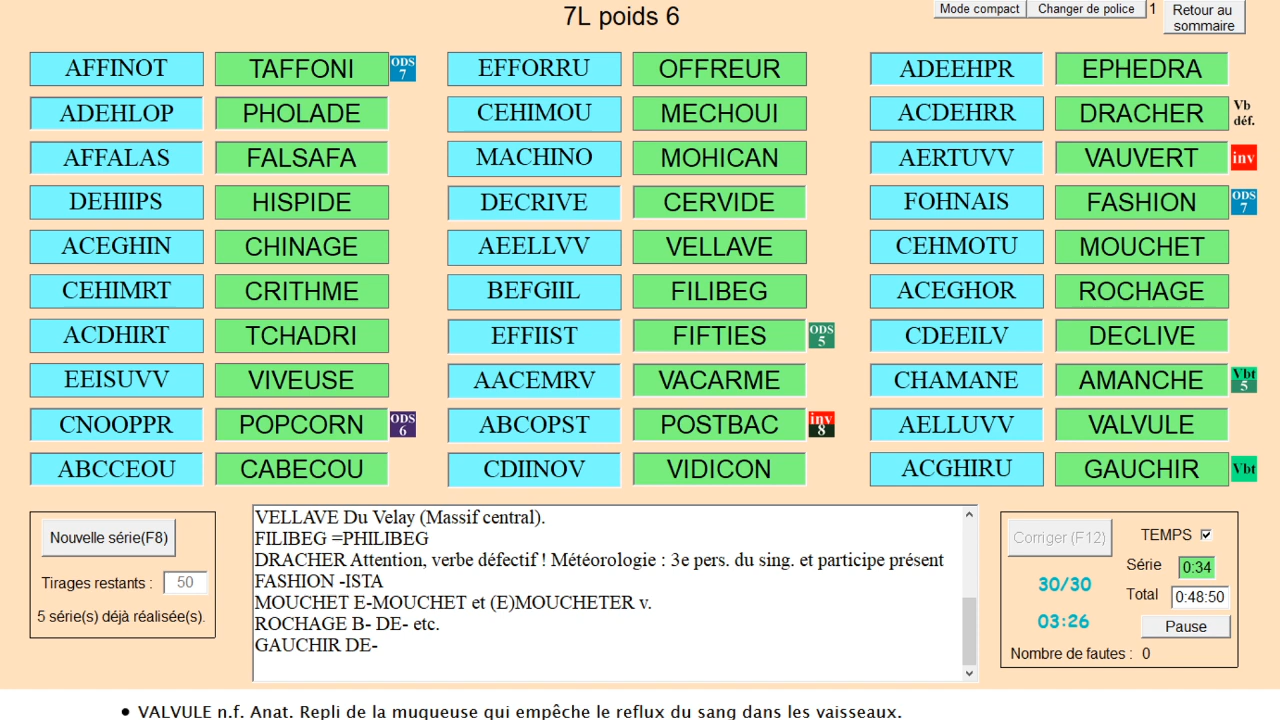 7L poids 6
Mode compact Changer de police 1 Retour au sommaire
AFFINOT TAFFONI ODS 7 EFFORRU OFFREUR ADEEHPR EPHEDRA
ADEHLOP PHOLADE CEHIMOU MECHOUI ACDEHRR DRACHER Vb déf.
AFFALAS FALSAFA MACHINO MOHICAN AERTUVV VAUVERT inv
DEHIIPS HISPIDE DECRIVE CERVIDE FOHNAIS FASHION ODS 7
ACEGHIN CHINAGE AEELLVV VELLAVE CEHMOTU MOUCHET
CEHIMRT CRITHME BEFGIIL FILIBEG ACEGHOR ROCHAGE
ACDHIRT TCHADRI EFFIIST FIFTIES ODS 5 CDEEILV DECLIVE
EEISUVV VIVEUSE AACEMRV VACARME CHAMANE AMANCHE Vbt 5
CNOOPPR POPCORN ODS 6 ABCOPST POSTBAC inv 8 AELLUVV VALVULE
ABCCEOU CABECOU CDIINOV VIDICON ACGHIRU GAUCHIR Vbt
Nouvelle série(F8)
Tirages restants : 50
5 série(s) déjà réalisée(s).
VELLAVE Du Velay (Massif central).
FILIBEG =PHILIBEG
DRACHER Attention, verbe défectif ! Météorologie : 3e pers. du sing. et participe présent
FASHION -ISTA
MOUCHET E-MOUCHET et (E)MOUCHETER v.
ROCHAGE B- DE- etc.
GAUCHIR DE-
Corriger (F12) TEMPS
Série 0:34
30/30
Total 0:48:50
03:26 Pause
Nombre de fautes : 0
• VALVULE n.f. Anat. Repli de la muqueuse qui empêche le reflux du sang dans les vaisseaux.